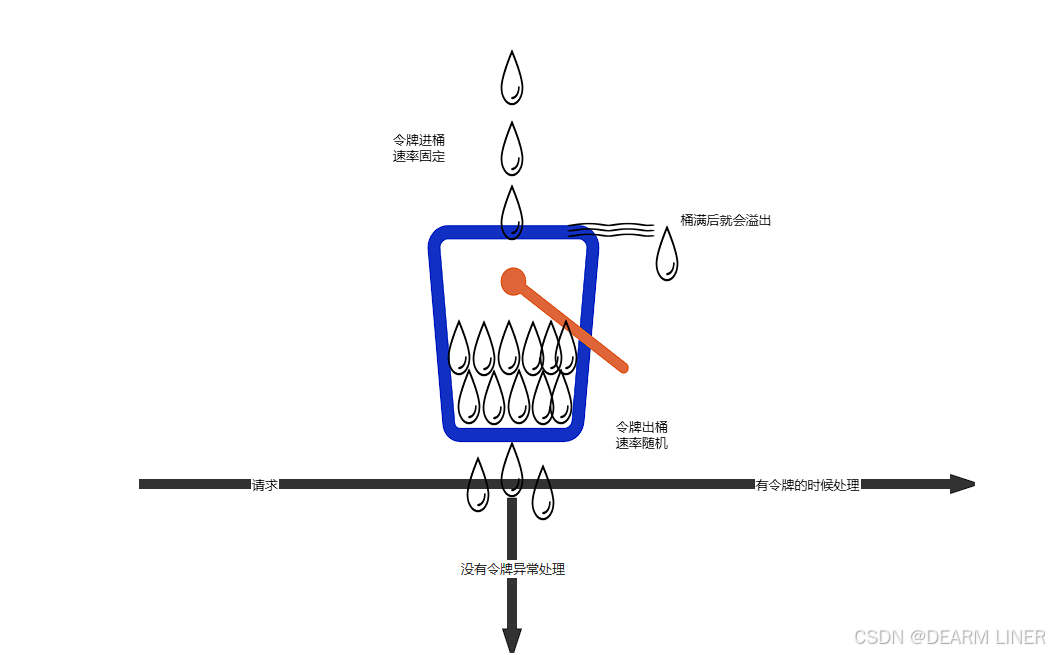 令牌进桶
速率固定
桶满后就会溢出
令牌出桶
速率随机
请求
有令牌的时候处理
没有令牌异常处理
CSDN @DEARM LINER